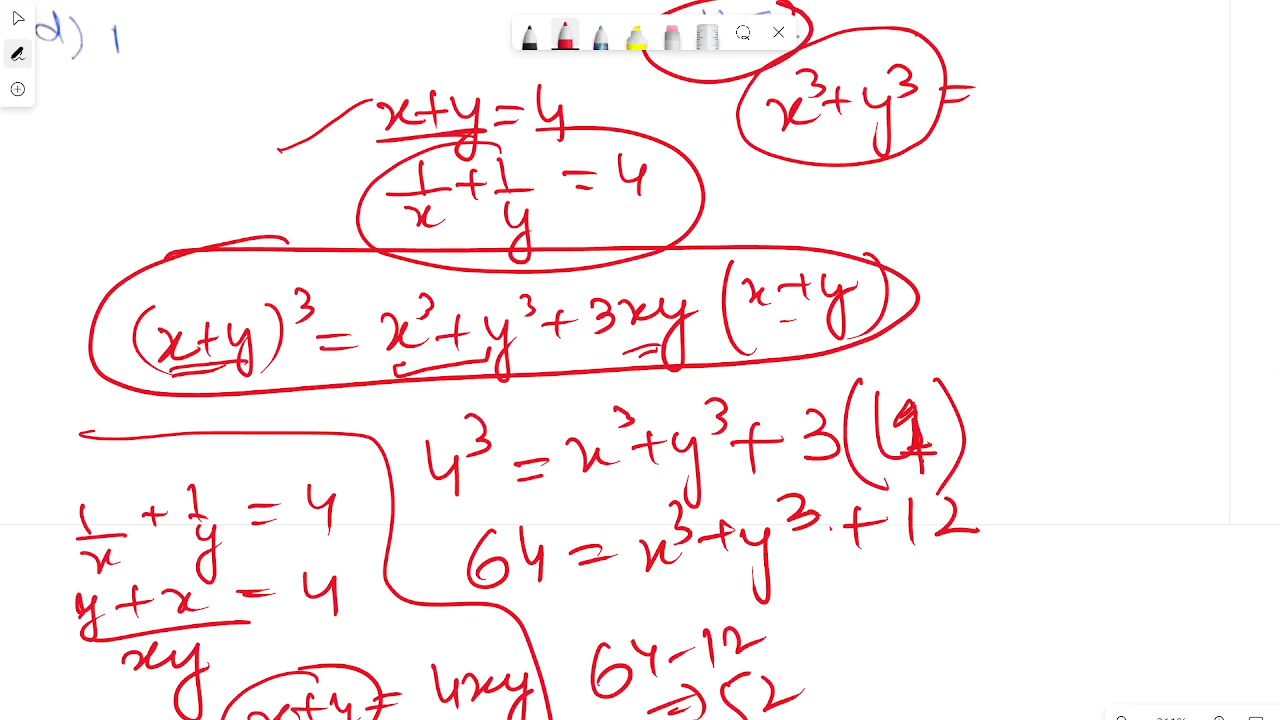 d) 1
x³+y³=
x+y=4
1/x+1/y=4
(x+y)³=x³+y³+3xy(x+y)
4³=x³+y³+3(
64=x³+y³+12
64-12
⇒52
1/x+1/y=4
y+x/xy=4
x+y=4xy